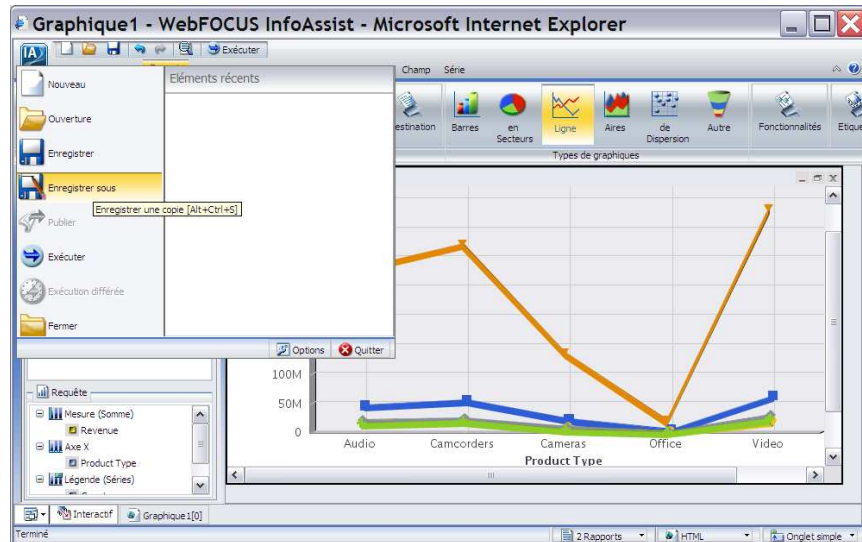 Graphique1 - WebFOCUS InfoAssist - Microsoft Internet Explorer
Exécuter
Champ Série
Nouveau
Eléments récents
Ouverture
Enregistrer
Enregistrer sous
Enregistrer une copie [Alt+Ctrl+S]
Publier
Exécuter
Exécution différée
Fermer
Options Quitter
estination
Barres
en Secteurs
Ligne
Aires
de Dispersion
Autre
Fonctionnalités
Etique
Types de graphiques
100M
50M
0
Audio Camcorders Cameras Office Video
Product Type
Requête
Mesure (Somme)
Revenue
Axe X
Product Type
Légende (Séries)
Interactif Graphique1[0]
Terminé
2 Rapports HTML Onglet simple